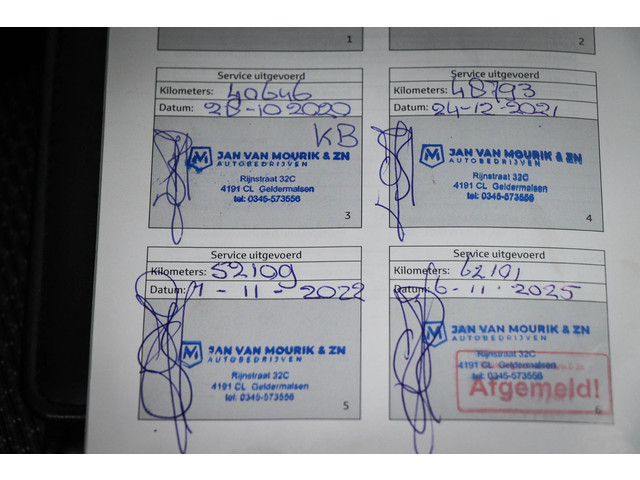 1
2
Service uitgevoerd
Kilometers: 40646
Datum: 28-10 2020
KB
JAN VAN MOURIK & ZN
AUTOBEDRIJVEN
Rijnstraat 32C
4191 CL Geldermalsen
tel: 0345-573556
3
Service uitgevoerd
Kilometers: 48793
Datum: 24-12-2021
JAN VAN MOURIK & ZN
AUTOBEDRIJVEN
Rijnstraat 32C
4191 CL Geldermalsen
tel: 0345-573556
4
Service uitgevoerd
Kilometers: 52109
Datum: 1-11-2022
JAN VAN MOURIK & ZN
AUTOBEDRIJVEN
Rijnstraat 32C
4191 CL Geldermalsen
tel: 0345-573556
5
Service uitgevoerd
Kilometers: 62101
Datum: 6-11-2025
JAN VAN MOURIK & ZN
AUTOBEDRIJVEN
Rijnstraat 32C
4191 CL Geldermalsen
tel: 0345-573556
Afgemeld!
6